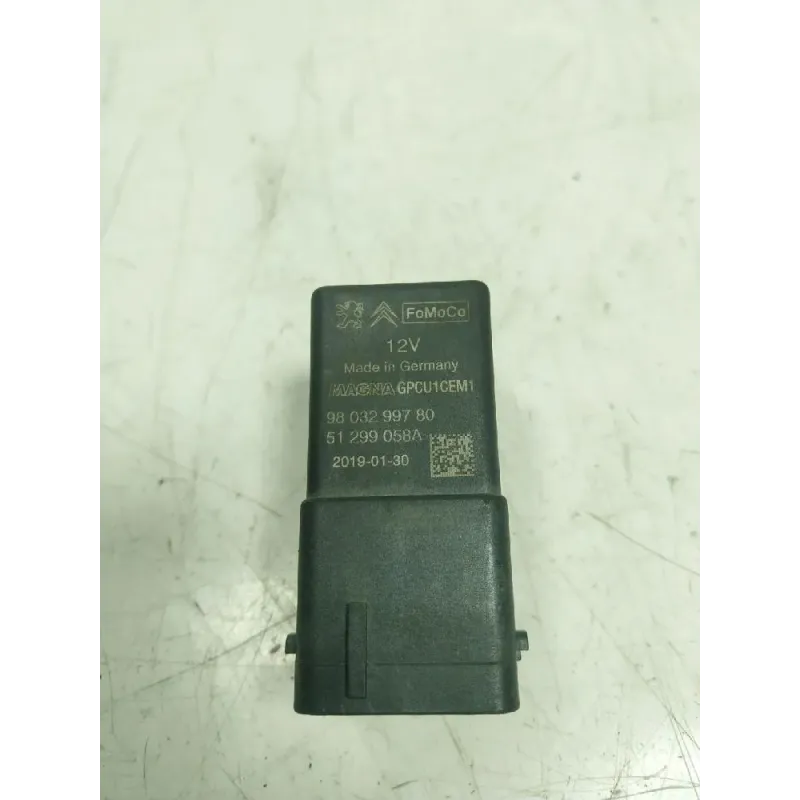 FoMoCo
12V
Made in Germany
MAGNA GPCU1CEM1
98 032 997 80
51 299 058A
2019-01-30